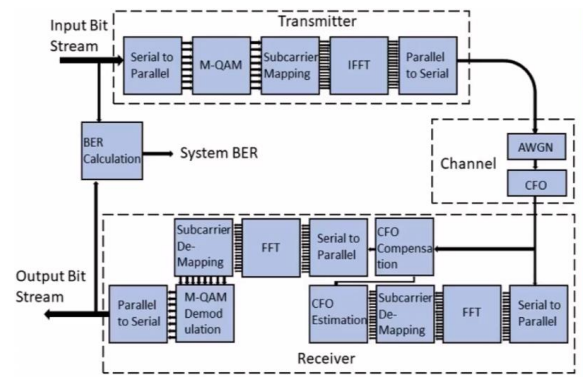 Transmitter
Input Bit
Stream
Serial to
Parallel
M-QAM
Subcarrier
Mapping
IFFT
Parallel
to Serial
BER
Calculation
System BER
Channel
AWGN
CFO
Subcarrier
De-
Mapping
FFT
Serial to
Parallel
CFO
Compensa
tion
Output Bit
Stream
Parallel
to Serial
M-QAM
Demod
ulation
CFO
Estimation
Subcarrier
De-
Mapping
FFT
Serial to
Parallel
Receiver